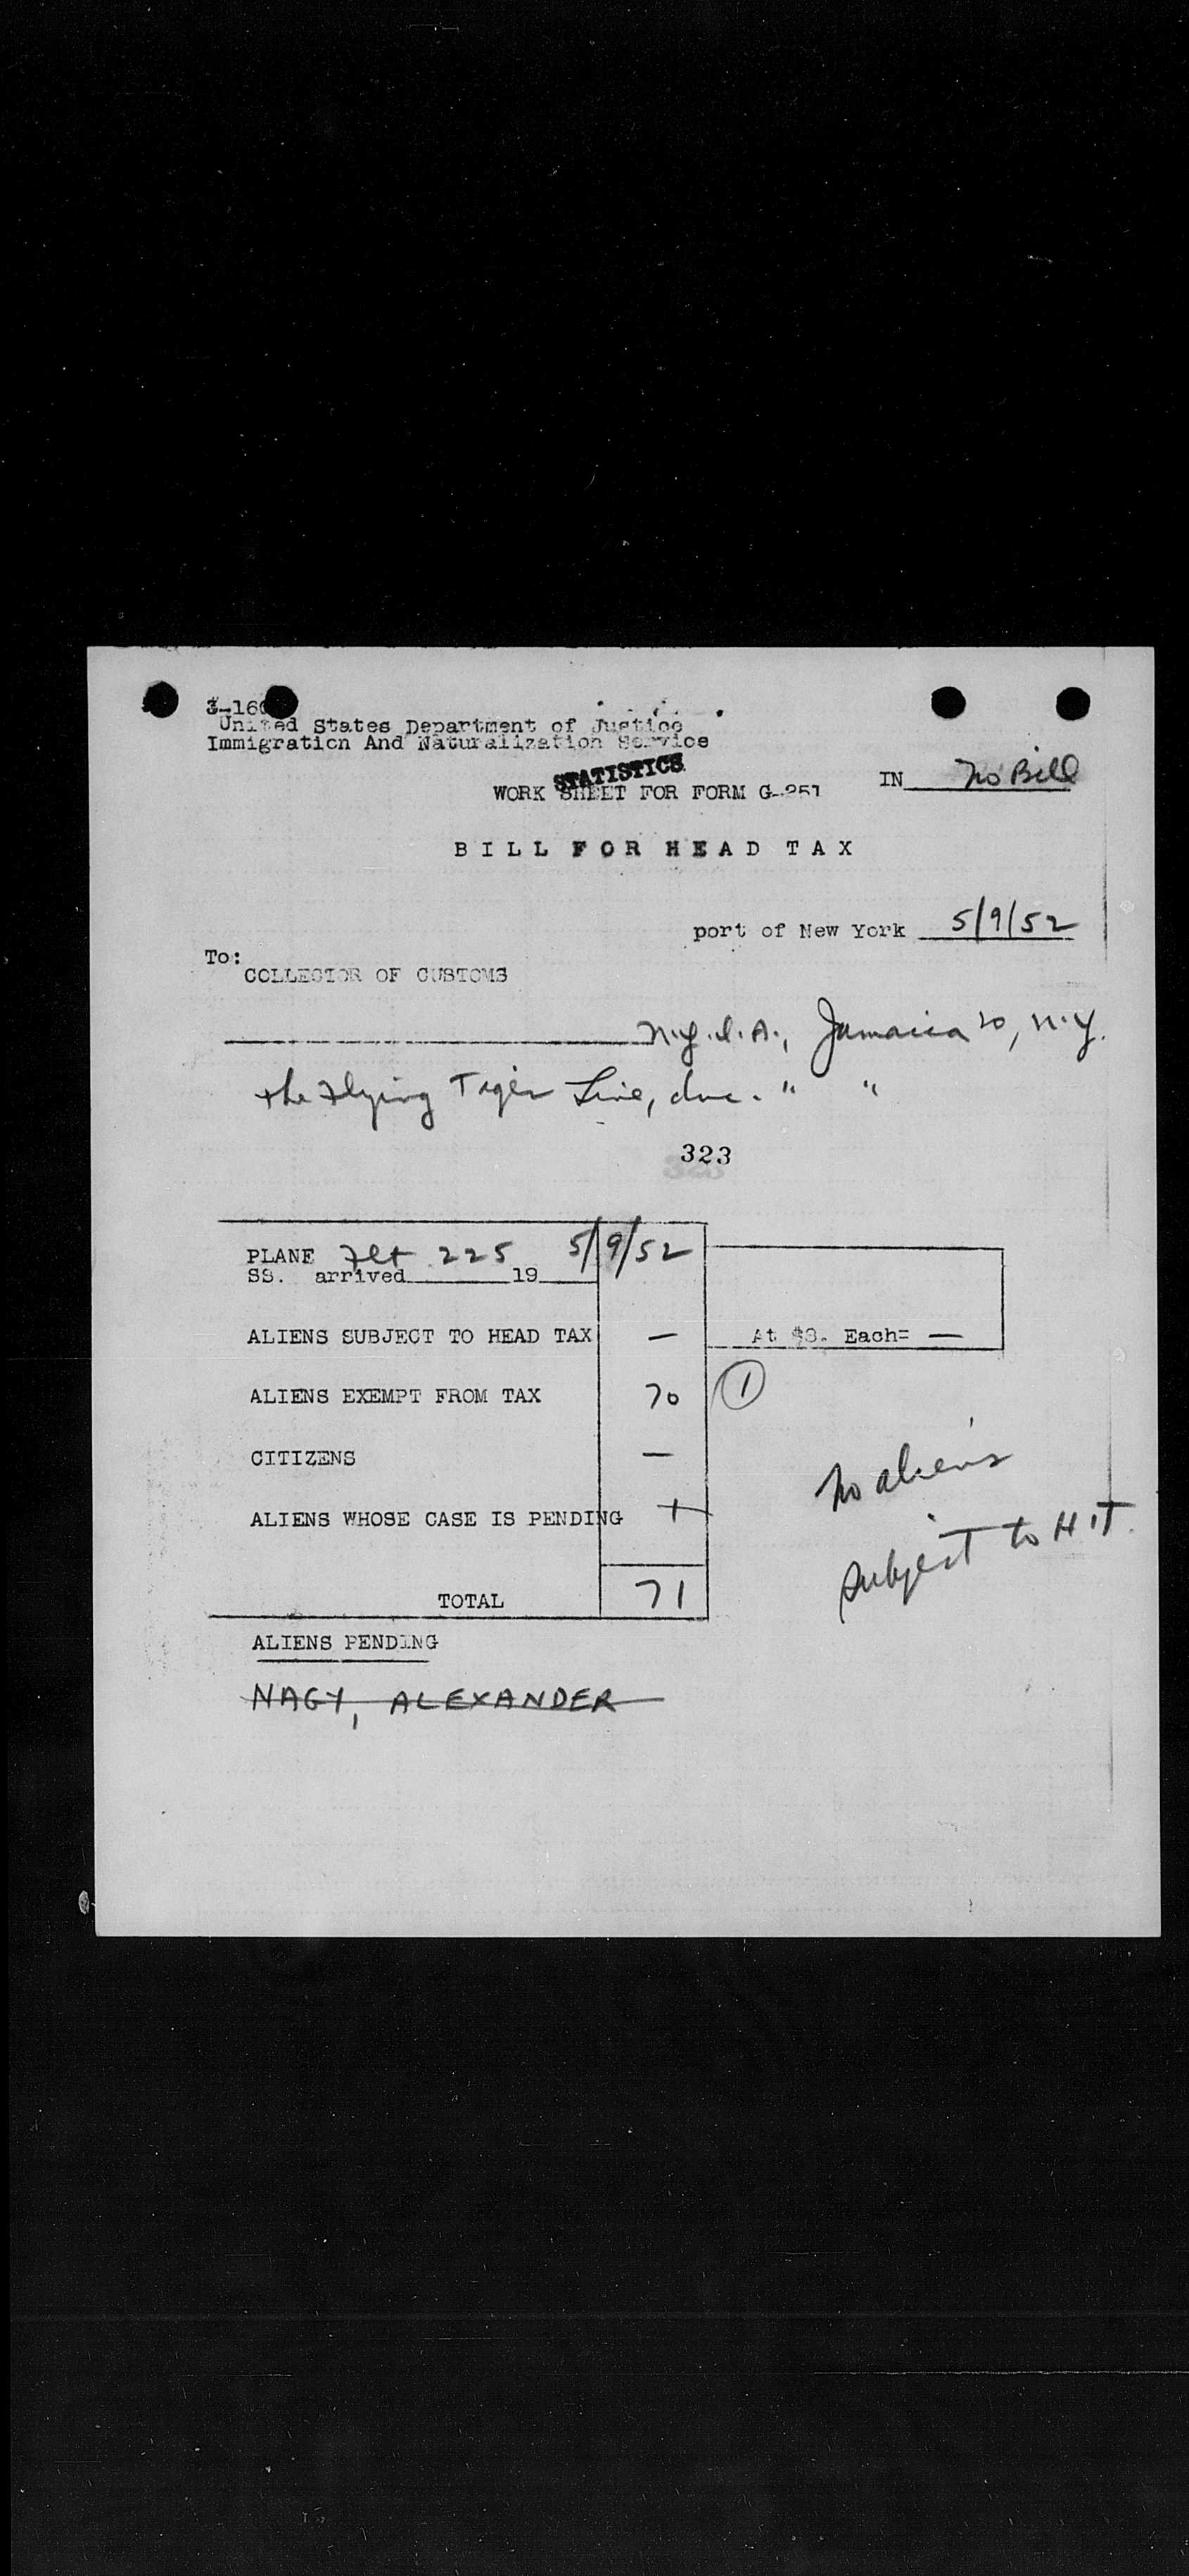 3-160
United States Department of Justice
Immigration And Naturalization Service
STATISTICS
WORK SHEET FOR FORM G-251
IN No Bill
BILL FOR HEAD TAX
port of New York 5/9/52
To:
COLLECTOR OF CUSTOMS
N.Y.I.A., Jamaica 20, N.Y.
The Flying Tiger Line, Inc. " "
323
PLANE Flt 225 5/9/52
SS. arrived 19
ALIENS SUBJECT TO HEAD TAX — At $8. Each= —
ALIENS EXEMPT FROM TAX 70 1
CITIZENS —
No aliens
ALIENS WHOSE CASE IS PENDING 1
subject to H.T.
TOTAL 71
ALIENS PENDING
NAGY, ALEXANDER